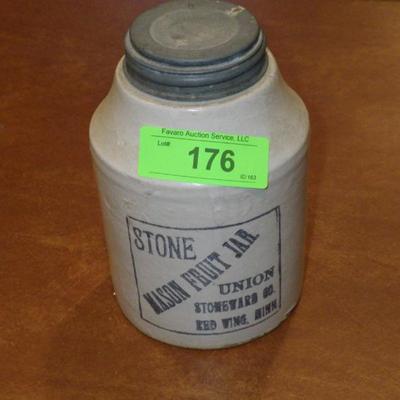 Favaro Auction Service, LLC
Lot#
176
ID:163
STONE
MASON FRUIT JAR
UNION
STONEWARE CO.
RED WING, MINN.